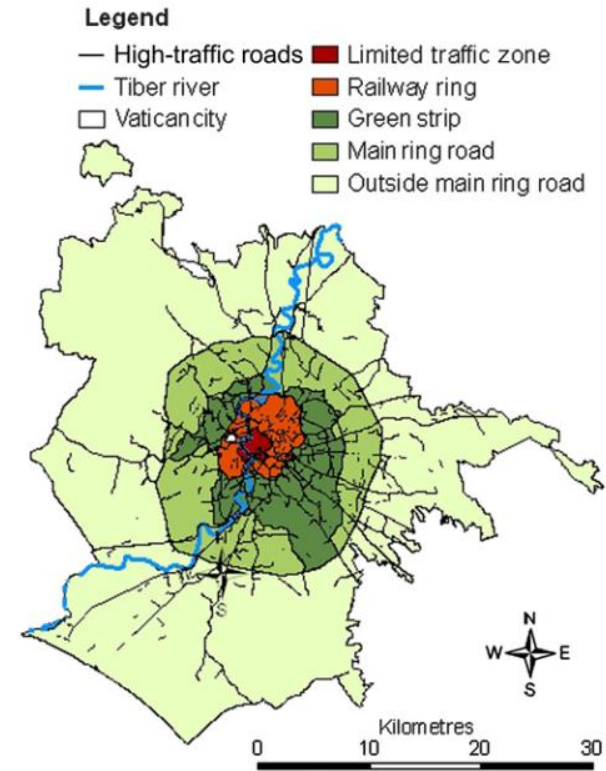 Legend
High-traffic roads
Tiber river
Vaticancity
Limited traffic zone
Railway ring
Green strip
Main ring road
Outside main ring road
S
N
W E
S
Kilometres
0 10 20 30